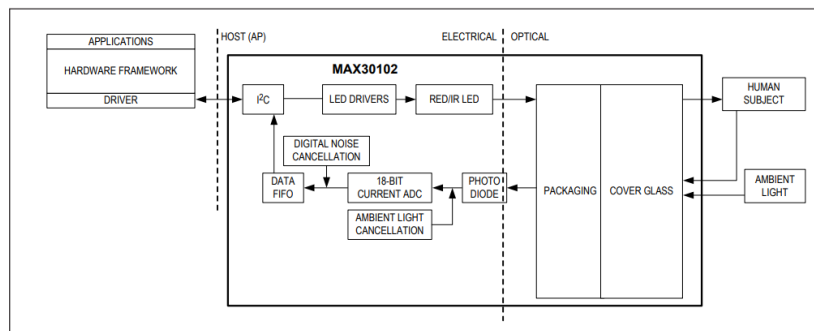 HOST (AP)
ELECTRICAL
OPTICAL
APPLICATIONS
HARDWARE FRAMEWORK
DRIVER
MAX30102
I²C
LED DRIVERS
RED/IR LED
HUMAN
SUBJECT
DIGITAL NOISE
CANCELLATION
DATA
FIFO
18-BIT
CURRENT ADC
PHOTO
DIODE
AMBIENT LIGHT
CANCELLATION
PACKAGING
COVER GLASS
AMBIENT
LIGHT